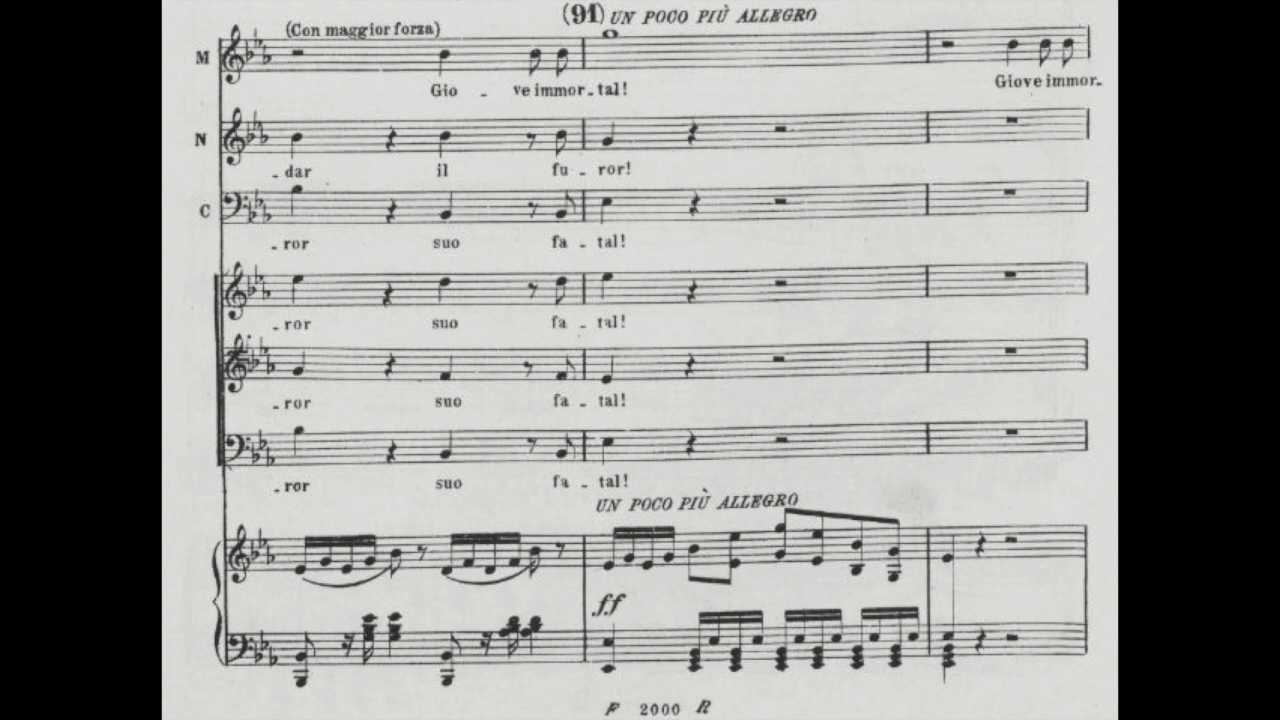 (91) UN POCO PIÙ ALLEGRO
(Con maggior forza)
M
Gio - ve immor - tal! Giove immor-
N
- dar il fu - ror!
C
- ror suo fa - tal!
- ror suo fa - tal!
- ror suo fa - tal!
- ror suo fa - tal!
UN POCO PIÙ ALLEGRO
ff
F 2000 R